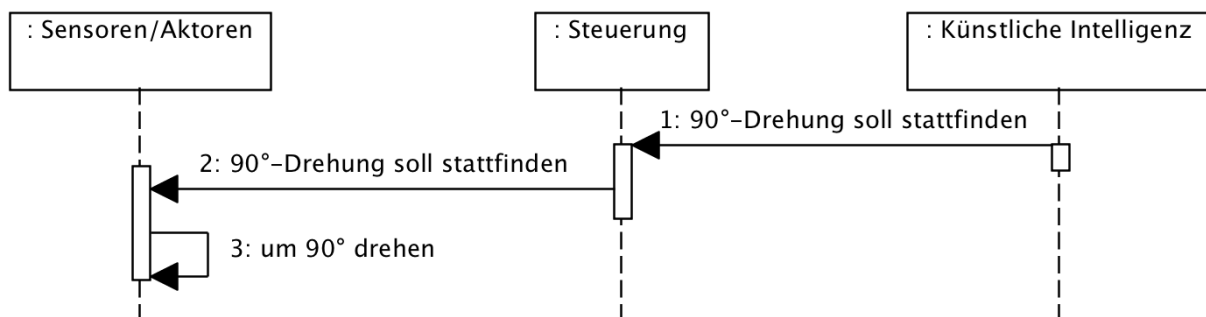 : Sensoren/Aktoren
: Steuerung
: Künstliche Intelligenz
1: 90°-Drehung soll stattfinden
2: 90°-Drehung soll stattfinden
3: um 90° drehen